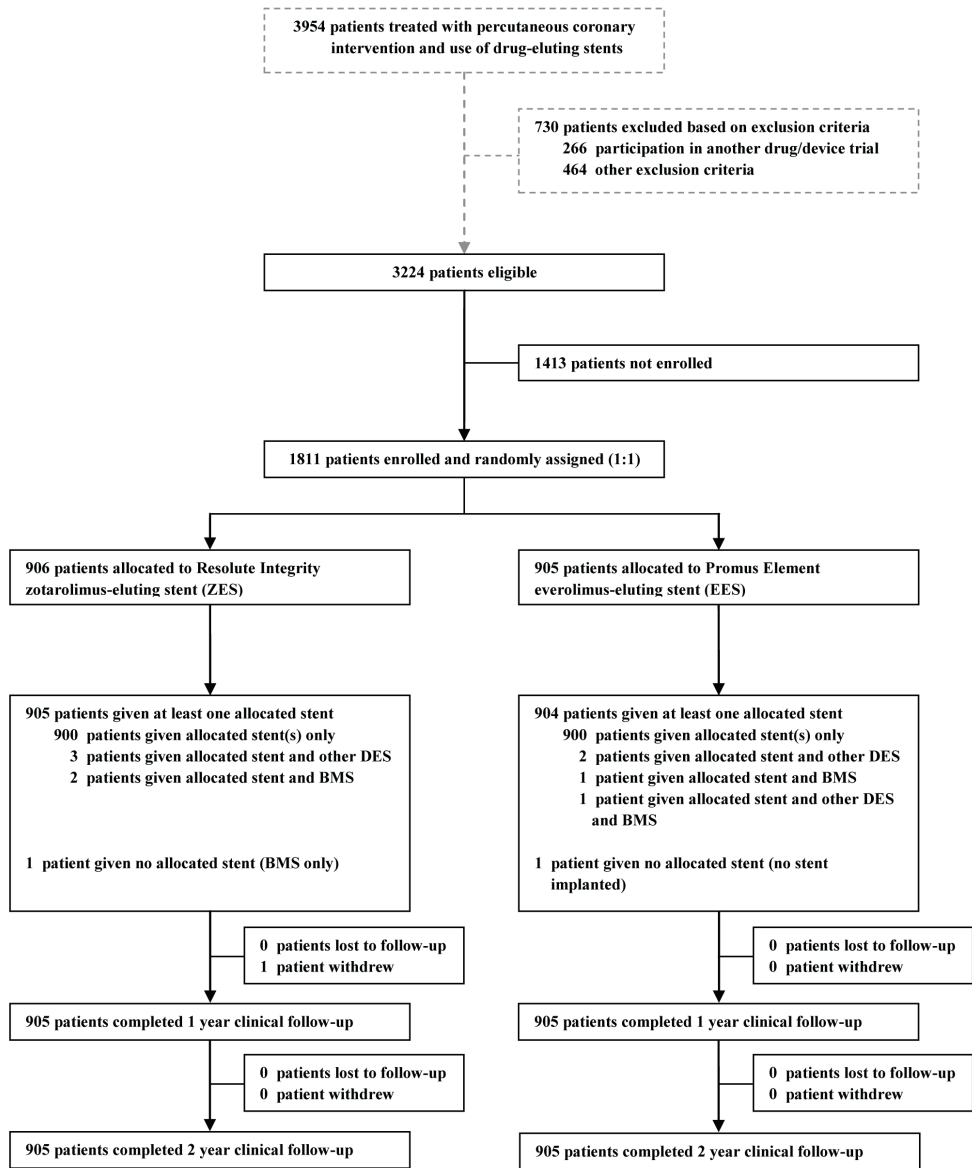 3954 patients treated with percutaneous coronary
intervention and use of drug-eluting stents
730 patients excluded based on exclusion criteria
266 participation in another drug/device trial
464 other exclusion criteria
3224 patients eligible
1413 patients not enrolled
1811 patients enrolled and randomly assigned (1:1)
906 patients allocated to Resolute Integrity
zotarolimus-eluting stent (ZES)
905 patients allocated to Promus Element
everolimus-eluting stent (EES)
905 patients given at least one allocated stent
900 patients given allocated stent(s) only
3 patients given allocated stent and other DES
2 patients given allocated stent and BMS
1 patient given no allocated stent (BMS only)
904 patients given at least one allocated stent
900 patients given allocated stent(s) only
2 patients given allocated stent and other DES
1 patient given allocated stent and BMS
1 patient given allocated stent and other DES
and BMS
1 patient given no allocated stent (no stent
implanted)
0 patients lost to follow-up
1 patient withdrew
0 patients lost to follow-up
0 patient withdrew
905 patients completed 1 year clinical follow-up
905 patients completed 1 year clinical follow-up
0 patients lost to follow-up
0 patient withdrew
0 patients lost to follow-up
0 patient withdrew
905 patients completed 2 year clinical follow-up
905 patients completed 2 year clinical follow-up